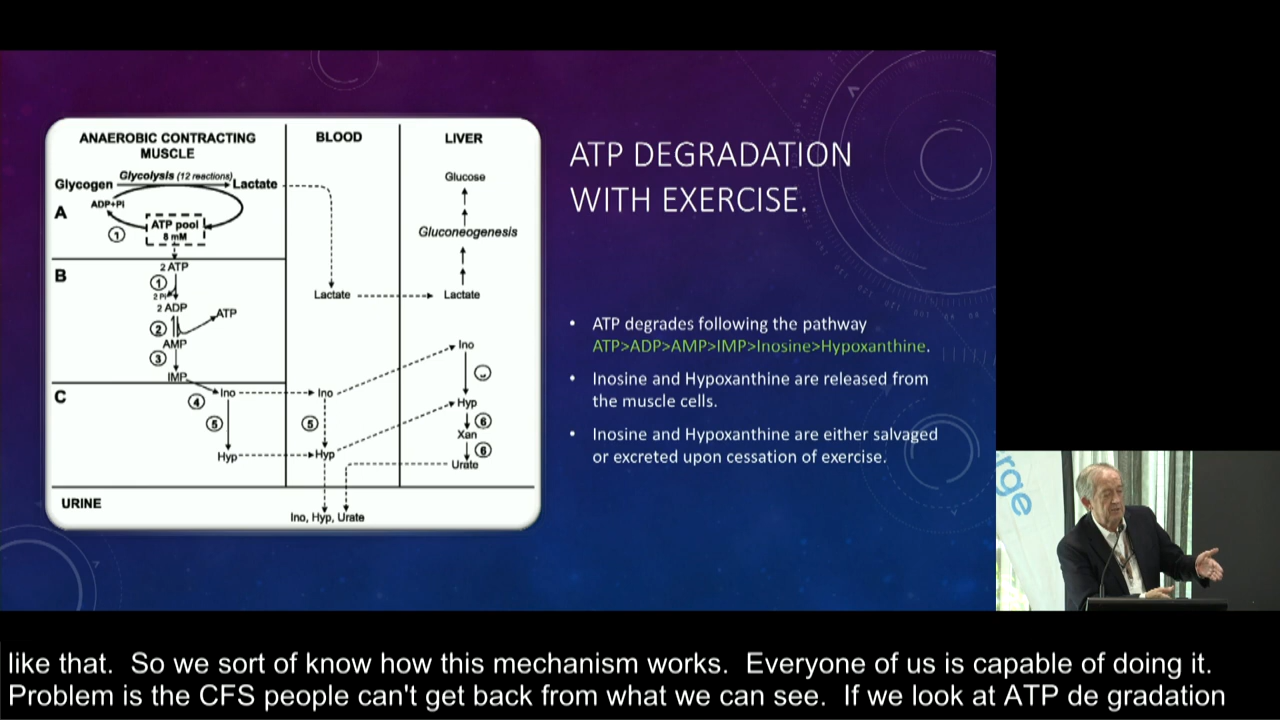 ANAEROBIC CONTRACTING
MUSCLE
BLOOD
LIVER
Glycolysis (12 reactions)
Glycogen
Lactate
ADP+Pi
A
ATP pool
8 mM
1
Glucose
Gluconeogenesis
Lactate
Lactate
B
2 ATP
1
2 Pi
2 ADP
ATP
2
AMP
3
IMP
C
4
Ino
5
Hyp
Ino
5
Hyp
Ino
Hyp
6
Xan
6
Urate
URINE
Ino, Hyp, Urate
ATP DEGRADATION
WITH EXERCISE.
• ATP degrades following the pathway
ATP>ADP>AMP>IMP>Inosine>Hypoxanthine.
• Inosine and Hypoxanthine are released from
the muscle cells.
• Inosine and Hypoxanthine are either salvaged
or excreted upon cessation of exercise.
rge
like that. So we sort of know how this mechanism works. Everyone of us is capable of doing it.
Problem is the CFS people can't get back from what we can see. If we look at ATP de gradation